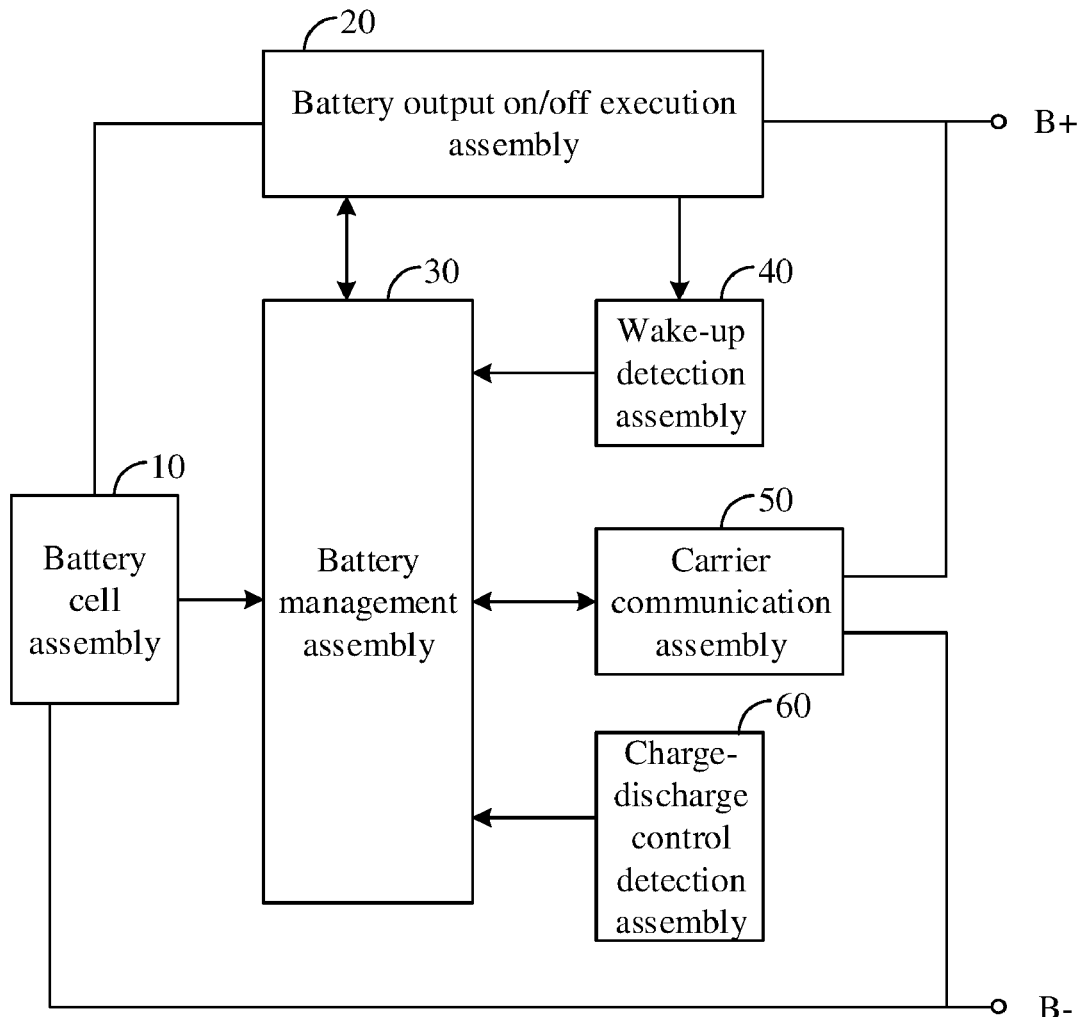 20
Battery output on/off execution
assembly
B+
30
40
Wake-up
detection
assembly
10
Battery
cell
assembly
Battery
management
assembly
50
Carrier
communication
assembly
60
Charge-
discharge
control
detection
assembly
B-